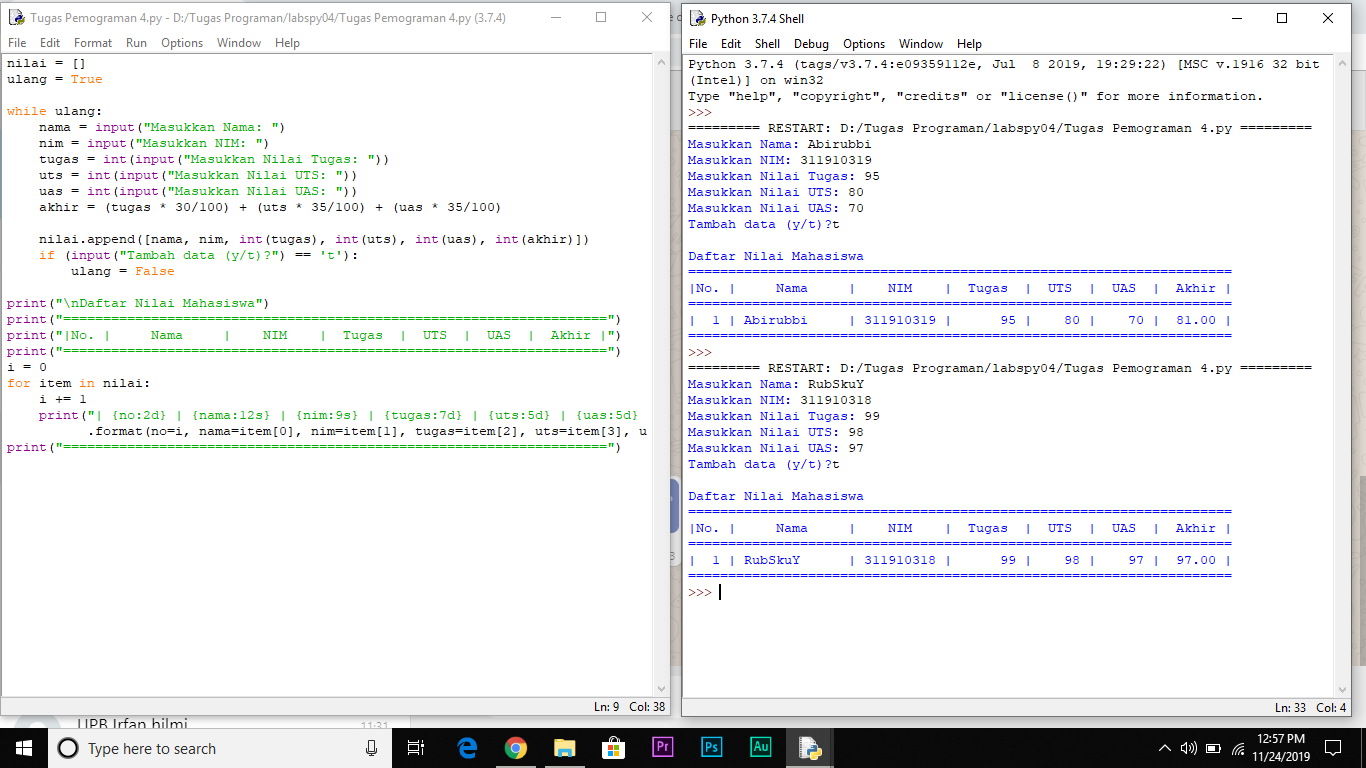 Tugas Pemograman 4.py - D:/Tugas Programan/labspy04/Tugas Pemograman 4.py (3.7.4)
File Edit Format Run Options Window Help
nilai = []
ulang = True
while ulang:
    nama = input("Masukkan Nama: ")
    nim = input("Masukkan NIM: ")
    tugas = int(input("Masukkan Nilai Tugas: "))
    uts = int(input("Masukkan Nilai UTS: "))
    uas = int(input("Masukkan Nilai UAS: "))
    akhir = (tugas * 30/100) + (uts * 35/100) + (uas * 35/100)
    nilai.append([nama, nim, int(tugas), int(uts), int(uas), int(akhir)])
    if (input("Tambah data (y/t)?") == 't'):
        ulang = False
print("\nDaftar Nilai Mahasiswa")
print("====================================================================")
print("|No. |     Nama     |    NIM    |  Tugas  |  UTS  |  UAS  |  Akhir |")
print("====================================================================")
i = 0
for item in nilai:
    i += 1
    print("| {no:2d} | {nama:12s} | {nim:9s} | {tugas:7d} | {uts:5d} | {uas:5d}
          .format(no=i, nama=item[0], nim=item[1], tugas=item[2], uts=item[3], u
print("====================================================================")
Ln: 9 Col: 38
Python 3.7.4 Shell
File Edit Shell Debug Options Window Help
Python 3.7.4 (tags/v3.7.4:e09359112e, Jul  8 2019, 19:29:22) [MSC v.1916 32 bit
(Intel)] on win32
Type "help", "copyright", "credits" or "license()" for more information.
>>>
========= RESTART: D:/Tugas Programan/labspy04/Tugas Pemograman 4.py =========
Masukkan Nama: Abirubbi
Masukkan NIM: 311910319
Masukkan Nilai Tugas: 95
Masukkan Nilai UTS: 80
Masukkan Nilai UAS: 70
Tambah data (y/t)?t
Daftar Nilai Mahasiswa
====================================================================
|No. |     Nama     |    NIM    |  Tugas  |  UTS  |  UAS  |  Akhir |
====================================================================
|  1 | Abirubbi     | 311910319 |      95 |    80 |    70 |  81.00 |
====================================================================
>>>
========= RESTART: D:/Tugas Programan/labspy04/Tugas Pemograman 4.py =========
Masukkan Nama: RubSkuY
Masukkan NIM: 311910318
Masukkan Nilai Tugas: 99
Masukkan Nilai UTS: 98
Masukkan Nilai UAS: 97
Tambah data (y/t)?t
Daftar Nilai Mahasiswa
====================================================================
|No. |     Nama     |    NIM    |  Tugas  |  UTS  |  UAS  |  Akhir |
====================================================================
|  1 | RubSkuY      | 311910318 |      99 |    98 |    97 |  97.00 |
====================================================================
>>>
Ln: 33 Col: 4
UPB Irfan hilmi 11:31
Type here to search
Pr Ps Au
12:57 PM
11/24/2019